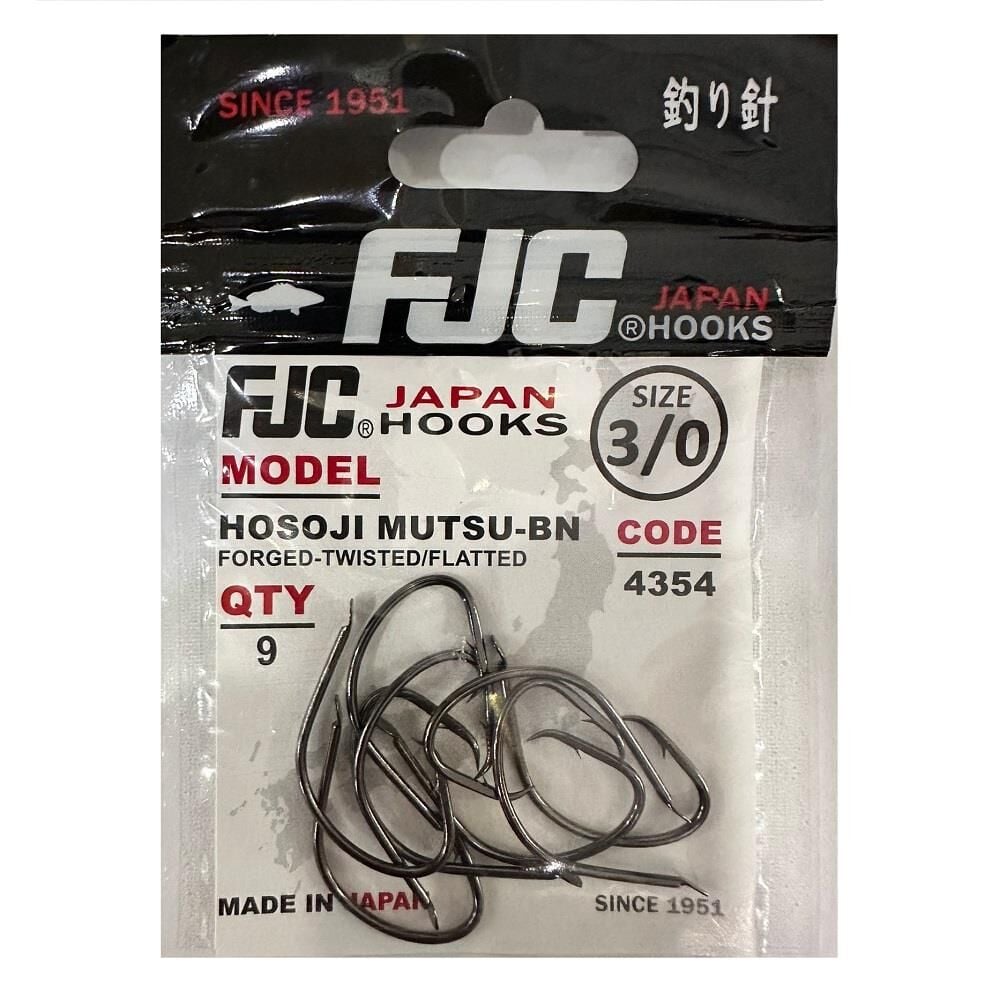 SINCE 1951
釣り針
FJC
JAPAN
®HOOKS
FJC® JAPAN
HOOKS
SIZE
3/0
MODEL
HOSOJI MUTSU-BN
FORGED-TWISTED/FLATTED
CODE
4354
QTY
9
MADE IN JAPAN
SINCE 1951